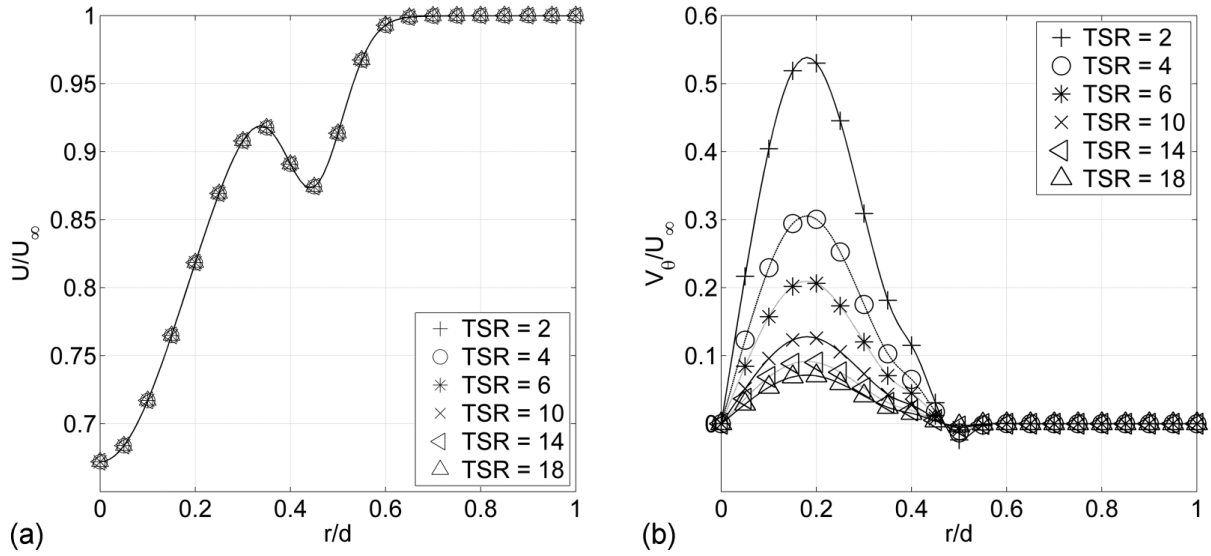 1
0.95
0.9
0.85
0.8
0.75
0.7
U/U∞
0 0.2 0.4 0.6 0.8 1
r/d
TSR = 2
TSR = 4
TSR = 6
TSR = 10
TSR = 14
TSR = 18
(a)
0.6
0.5
0.4
0.3
0.2
0.1
0
Vθ/U∞
0 0.2 0.4 0.6 0.8 1
r/d
TSR = 2
TSR = 4
TSR = 6
TSR = 10
TSR = 14
TSR = 18
(b)